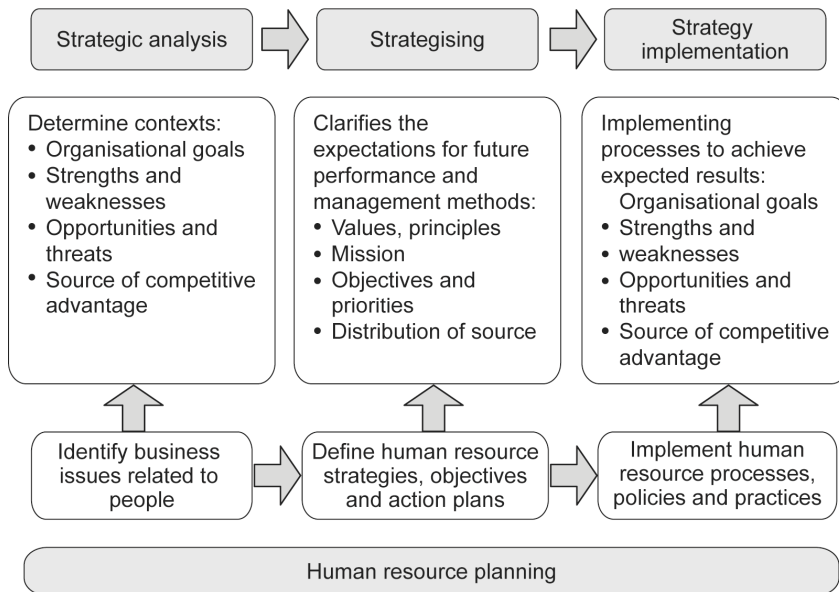 Strategic analysis
Strategising
Strategy
implementation
Determine contexts:
• Organisational goals
• Strengths and
weaknesses
• Opportunities and
threats
• Source of competitive
advantage
Clarifies the
expectations for future
performance and
management methods:
• Values, principles
• Mission
• Objectives and
priorities
• Distribution of source
Implementing
processes to achieve
expected results:
Organisational goals
• Strengths and
• weaknesses
• Opportunities and
threats
• Source of competitive
advantage
Identify business
issues related to
people
Define human resource
strategies, objectives
and action plans
Implement human
resource processes,
policies and practices
Human resource planning